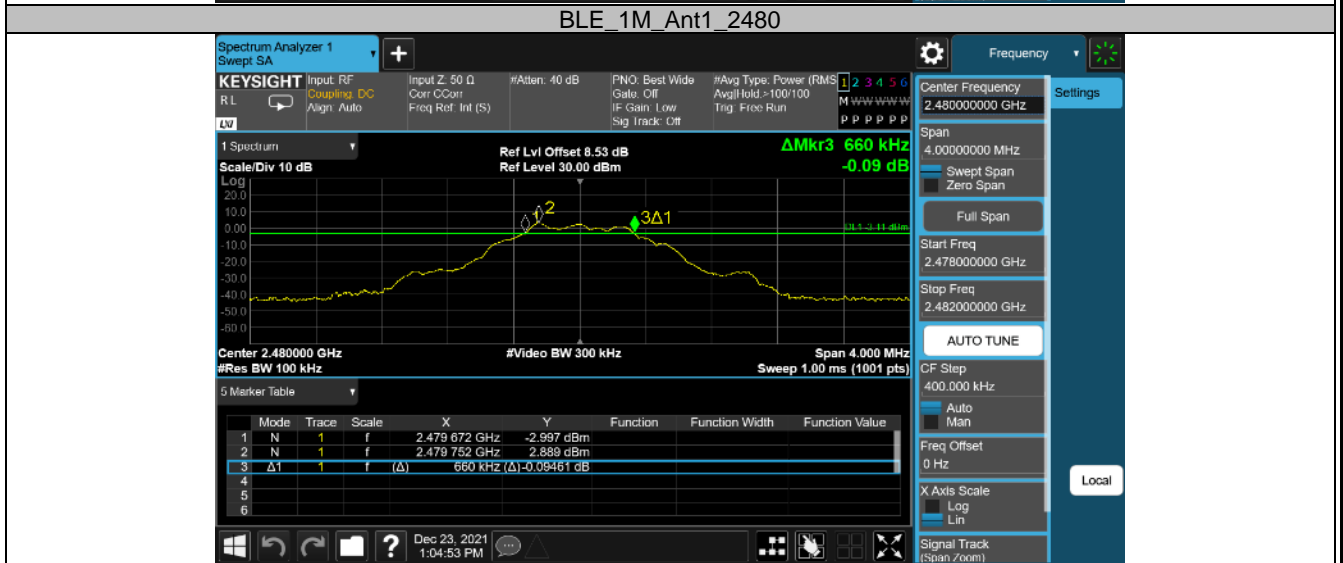 BLE_1M_Ant1_2480
Spectrum Analyzer 1
Swept SA
+
Frequency
KEYSIGHT
R L
LXI
Input: RF
Coupling: DC
Align: Auto
Input Z: 50 Ω
Corr CCorr
Freq Ref: Int (S)
#Atten: 40 dB
PNO: Best Wide
Gate: Off
IF Gain: Low
Sig Track: Off
#Avg Type: Power (RMS
Avg|Hold:>100/100
Trig: Free Run
1 2 3 4 5 6
M W W W W W
P P P P P P
1 Spectrum
Scale/Div 10 dB
Ref Lvl Offset 8.53 dB
Ref Level 30.00 dBm
ΔMkr3 660 kHz
-0.09 dB
Log
20.0
10.0
0.00
-10.0
-20.0
-30.0
-40.0
-50.0
-60.0
1
2
3Δ1
DL1 -3.11 dBm
Center 2.480000 GHz
#Video BW 300 kHz
Span 4.000 MHz
#Res BW 100 kHz
Sweep 1.00 ms (1001 pts)
5 Marker Table
Mode Trace Scale X Y Function Function Width Function Value
1 N 1 f 2.479 672 GHz -2.997 dBm
2 N 1 f 2.479 752 GHz 2.889 dBm
3 Δ1 1 f (Δ) 660 kHz (Δ) -0.09461 dB
4
5
6
?
Dec 23, 2021
1:04:53 PM
Center Frequency
2.480000000 GHz
Settings
Span
4.00000000 MHz
Swept Span
Zero Span
Full Span
Start Freq
2.478000000 GHz
Stop Freq
2.482000000 GHz
AUTO TUNE
CF Step
400.000 kHz
Auto
Man
Freq Offset
0 Hz
X Axis Scale
Log
Lin
Local
Signal Track
(Span Zoom)